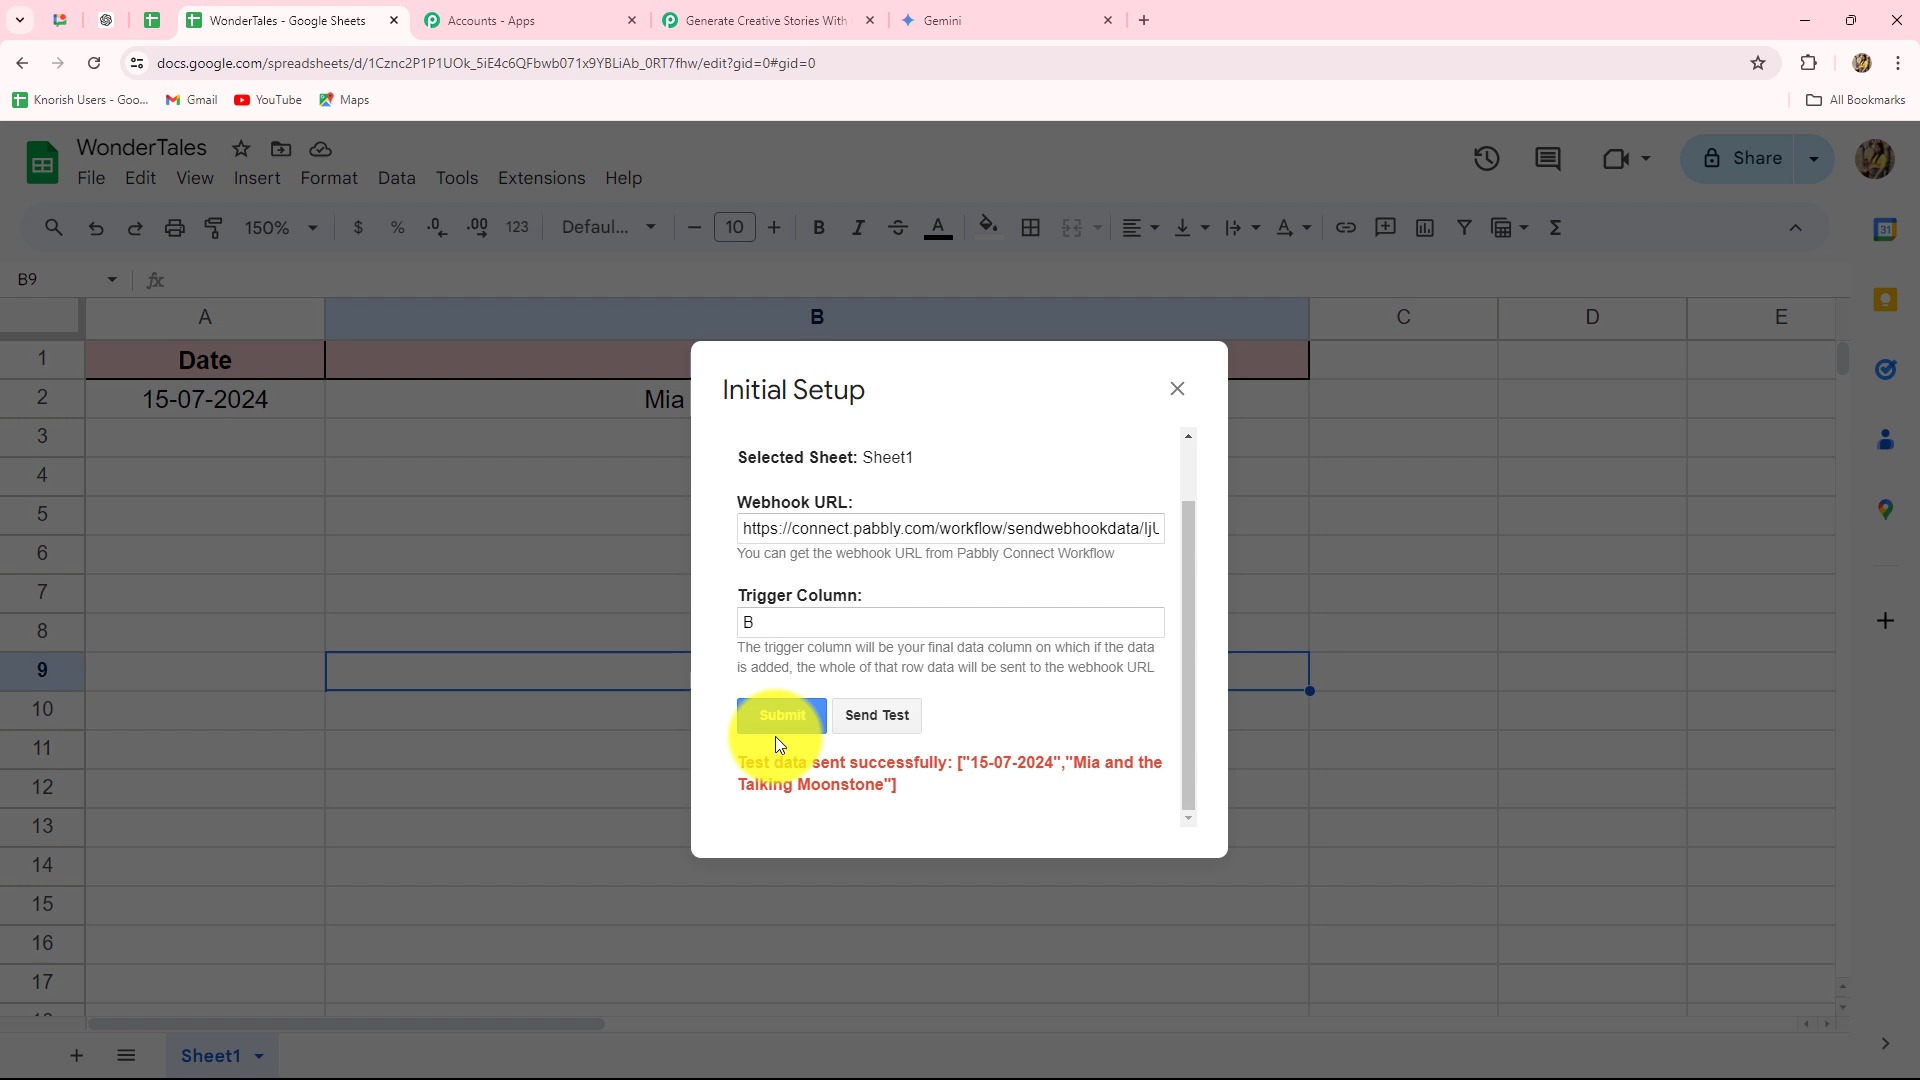 WonderTales - Google Sheets
Accounts - Apps
Generate Creative Stories With
Gemini
docs.google.com/spreadsheets/d/1Cznc2P1P1UOk_5iE4c6QFbwb071x9YBLiAb_0RT7fhw/edit?gid=0#gid=0
Knorish Users - Goo...
Gmail
YouTube
Maps
All Bookmarks
WonderTales
File Edit View Insert Format Data Tools Extensions Help
Share
150%
$ % .0 .00 123
Defaul...
10
B I
A
31
B9
fx
A B C D E
1 Date
2 15-07-2024 Mia
3
4
5
6
7
8
9
10
11
12
13
14
15
16
17
Initial Setup
Selected Sheet: Sheet1
Webhook URL:
https://connect.pabbly.com/workflow/sendwebhookdata/IjU
You can get the webhook URL from Pabbly Connect Workflow
Trigger Column:
B
The trigger column will be your final data column on which if the data
is added, the whole of that row data will be sent to the webhook URL
Submit Send Test
Test data sent successfully: ["15-07-2024","Mia and the
Talking Moonstone"]
Sheet1